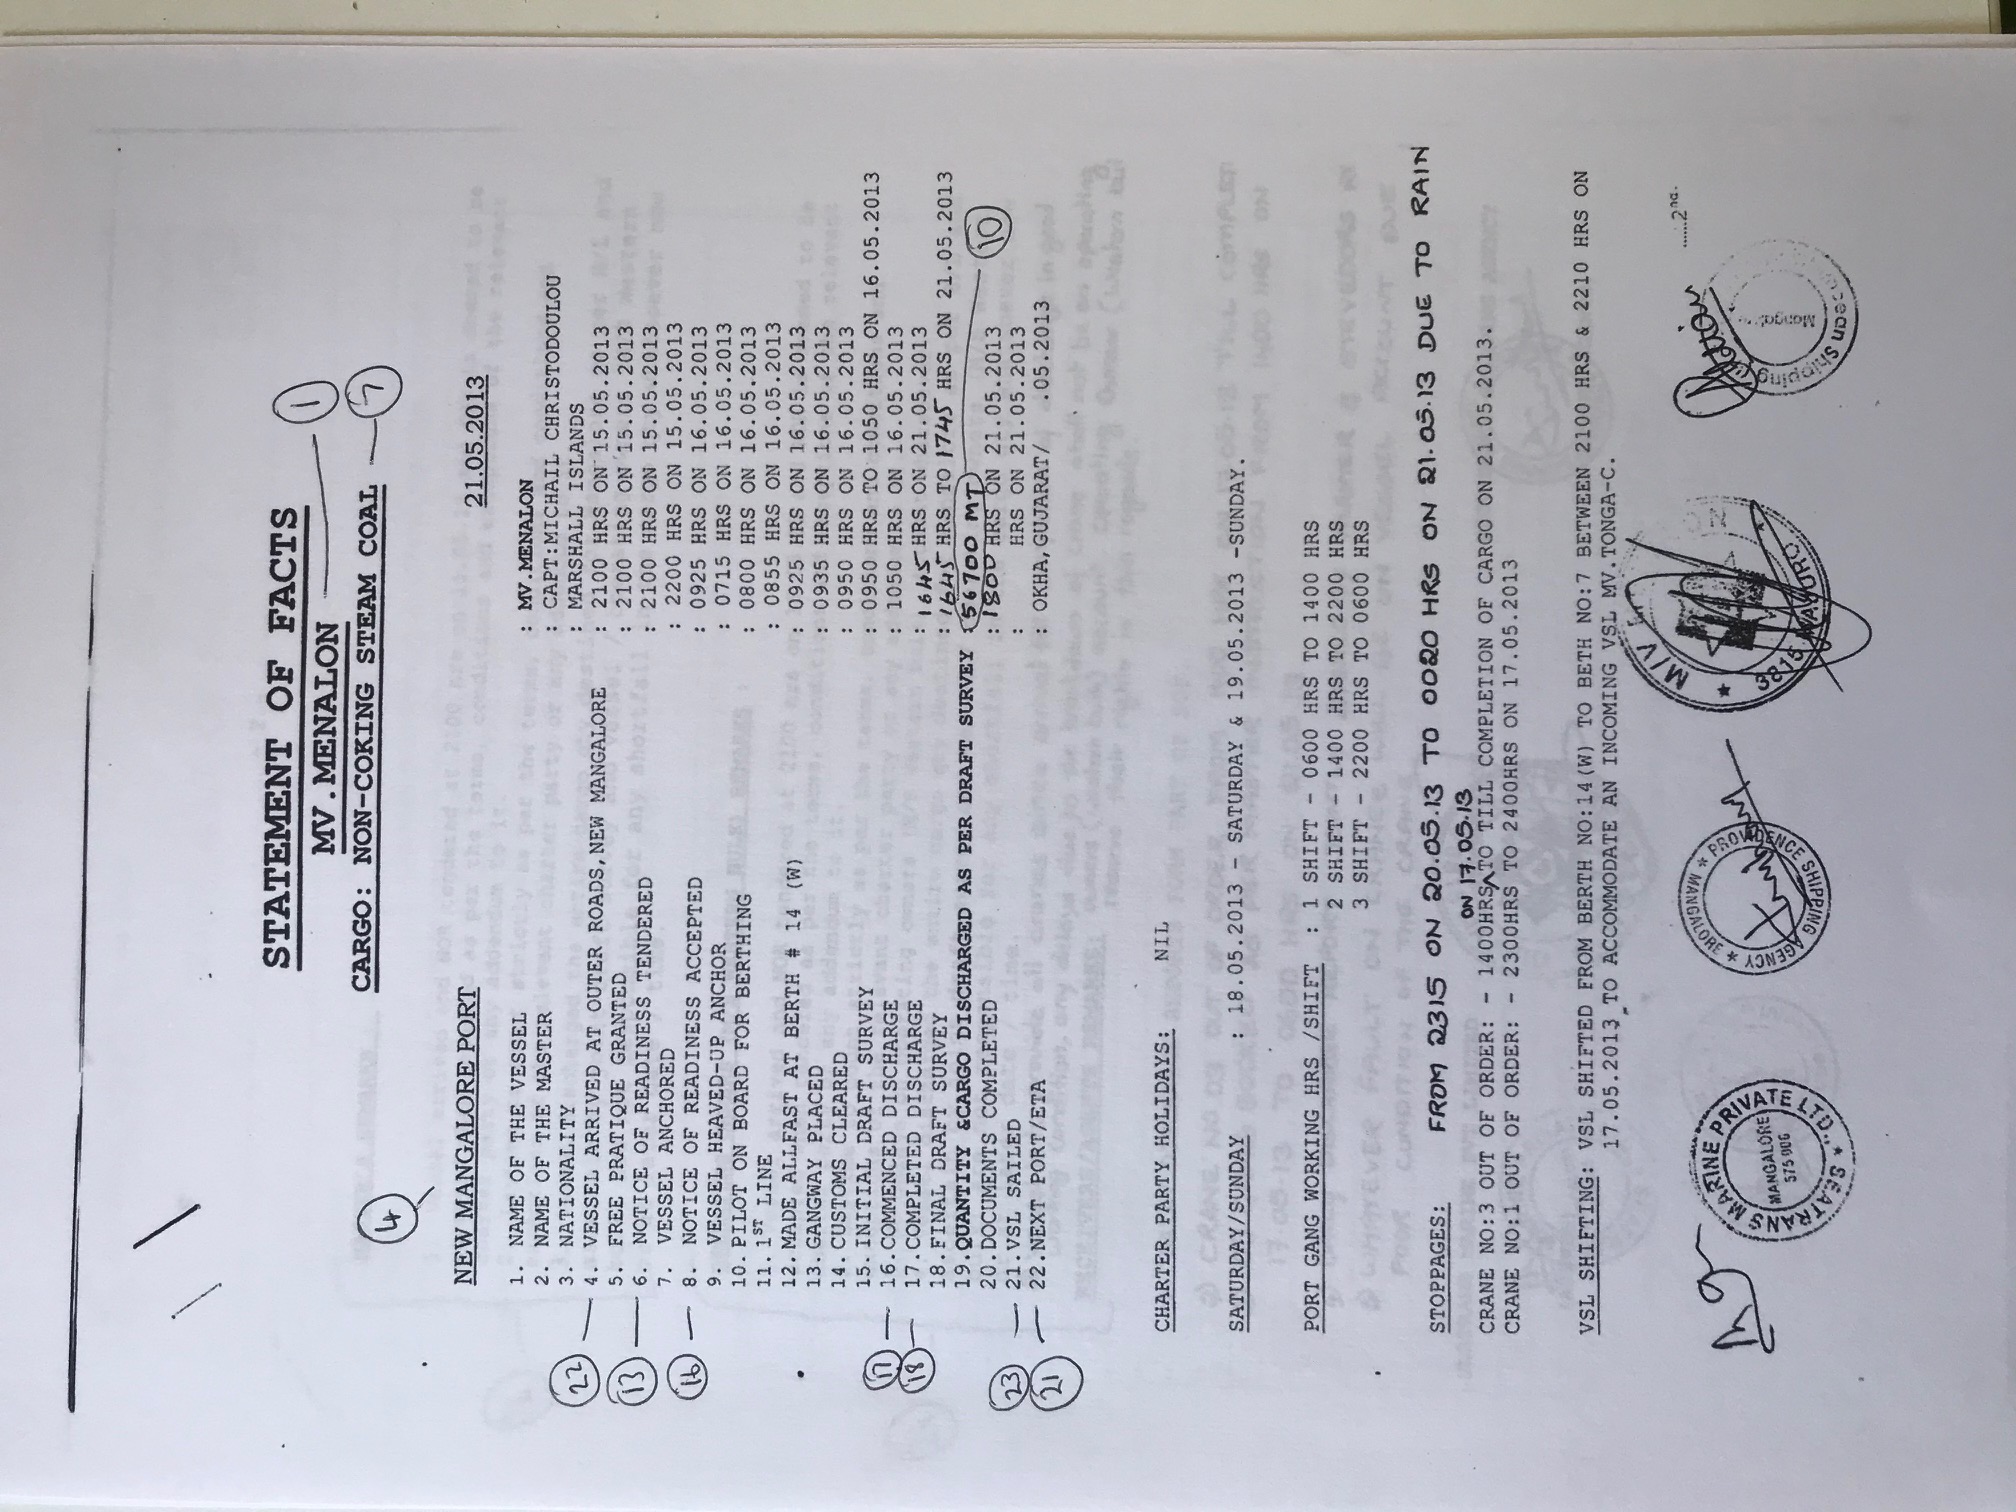 STATEMENT OF FACTS
MV.MENALON
1
CARGO: NON-COKING STEAM COAL
7
4
NEW MANGALORE PORT 21.05.2013
1. NAME OF THE VESSEL : MV.MENALON
2. NAME OF THE MASTER : CAPT:MICHAIL CHRISTODOULOU
3. NATIONALITY : MARSHALL ISLANDS
22 4. VESSEL ARRIVED AT OUTER ROADS,NEW MANGALORE : 2100 HRS ON 15.05.2013
5. FREE PRATIQUE GRANTED : 2100 HRS ON 15.05.2013
13 6. NOTICE OF READINESS TENDERED : 2100 HRS ON 15.05.2013
7. VESSEL ANCHORED : 2200 HRS ON 15.05.2013
16 8. NOTICE OF READINESS ACCEPTED : 0925 HRS ON 16.05.2013
9. VESSEL HEAVED-UP ANCHOR : 0715 HRS ON 16.05.2013
10. PILOT ON BOARD FOR BERTHING : 0800 HRS ON 16.05.2013
11. 1ST LINE : 0855 HRS ON 16.05.2013
12. MADE ALLFAST AT BERTH # 14 (W) : 0925 HRS ON 16.05.2013
13. GANGWAY PLACED : 0935 HRS ON 16.05.2013
14. CUSTOMS CLEARED : 0950 HRS ON 16.05.2013
15. INITIAL DRAFT SURVEY : 0950 HRS TO 1050 HRS ON 16.05.2013
17 16. COMMENCED DISCHARGE : 1050 HRS ON 16.05.2013
18 17. COMPLETED DISCHARGE : 1645 HRS ON 21.05.2013
18. FINAL DRAFT SURVEY : 1645 HRS TO 1745 HRS ON 21.05.2013
19. QUANTITY &CARGO DISCHARGED AS PER DRAFT SURVEY : 56700 MT 10
20. DOCUMENTS COMPLETED : 1800 HRS ON 21.05.2013
23 21. VSL SAILED : HRS ON 21.05.2013
21 22. NEXT PORT/ETA : OKHA,GUJARAT/ .05.2013
CHARTER PARTY HOLIDAYS: NIL
SATURDAY/SUNDAY : 18.05.2013 - SATURDAY & 19.05 2013 -SUNDAY.
PORT GANG WORKING HRS /SHIFT : 1 SHIFT - 0600 HRS TO 1400 HRS
2 SHIFT - 1400 HRS TO 2200 HRS
3 SHIFT - 2200 HRS TO 0600 HRS
STOPPAGES: FROM 2315 ON 20.05.13 TO 0020 HRS ON 21.05.13 DUE TO RAIN
ON 17.05.13
CRANE NO:3 OUT OF ORDER: - 1400HRS TO TILL COMPLETION OF CARGO ON 21.05.2013.
CRANE NO:1 OUT OF ORDER: - 2300HRS TO 2400HRS ON 17.05.2013
VSL SHIFTING: VSL SHIFTED FROM BERTH NO:14(W) TO BETH NO:7 BETWEEN 2100 HRS & 2210 HRS ON
17.05.2013 TO ACCOMMODATE AN INCOMING VSL MV.TONGA-C.
SEATRANS MARINE PRIVATE LTD.,
MANGALORE
575 006
PROVIDENCE SHIPPING AGENCY
MANGALORE
M/V
3815 MAJURO
Ocean Shipping
2nd.